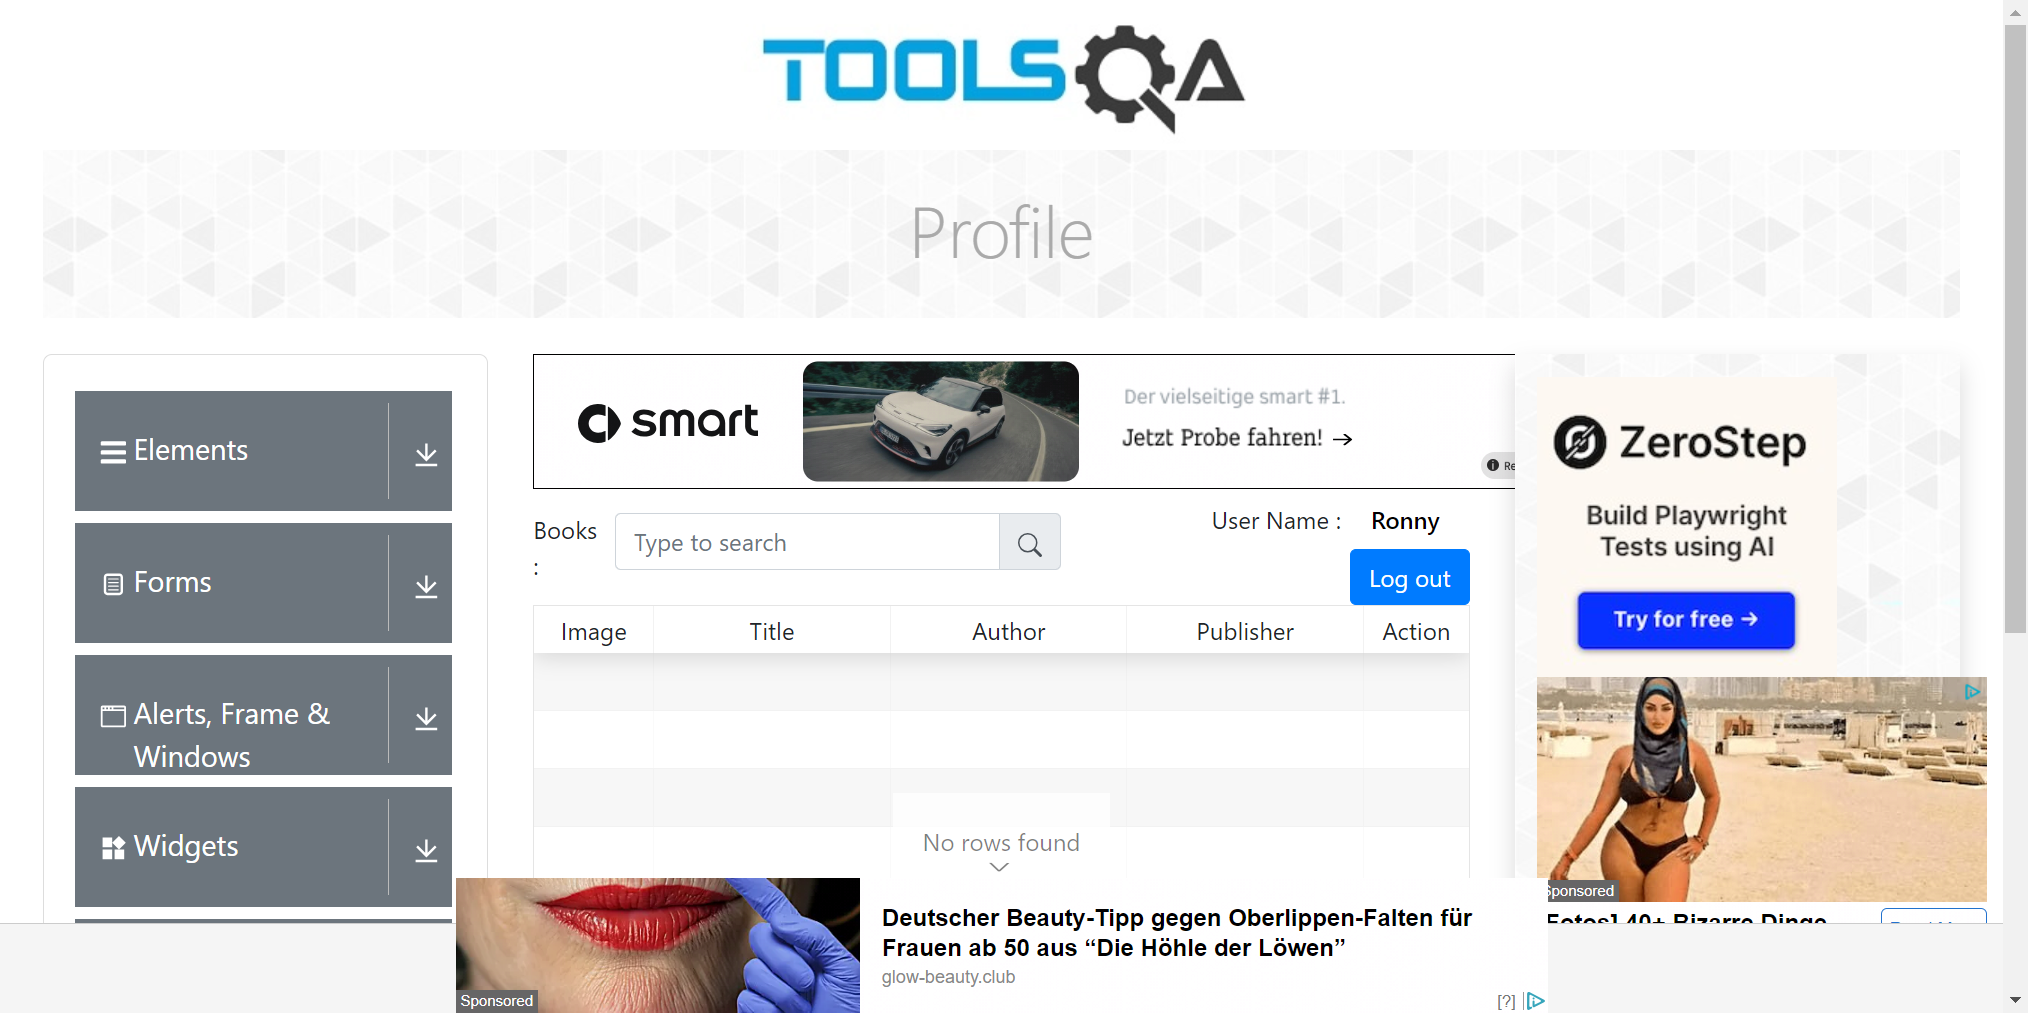 TOOLSQA
Profile
Elements
Forms
Alerts, Frame &
Windows
Widgets
smart
Der vielseitige smart #1.
Jetzt Probe fahren! →
Books
:
Type to search
User Name :
Ronny
Log out
Image
Title
Author
Publisher
Action
No rows found
ZeroStep
Build Playwright
Tests using AI
Try for free →
Sponsored
Sponsored
Deutscher Beauty-Tipp gegen Oberlippen-Falten für
Frauen ab 50 aus “Die Höhle der Löwen”
glow-beauty.club
[?]